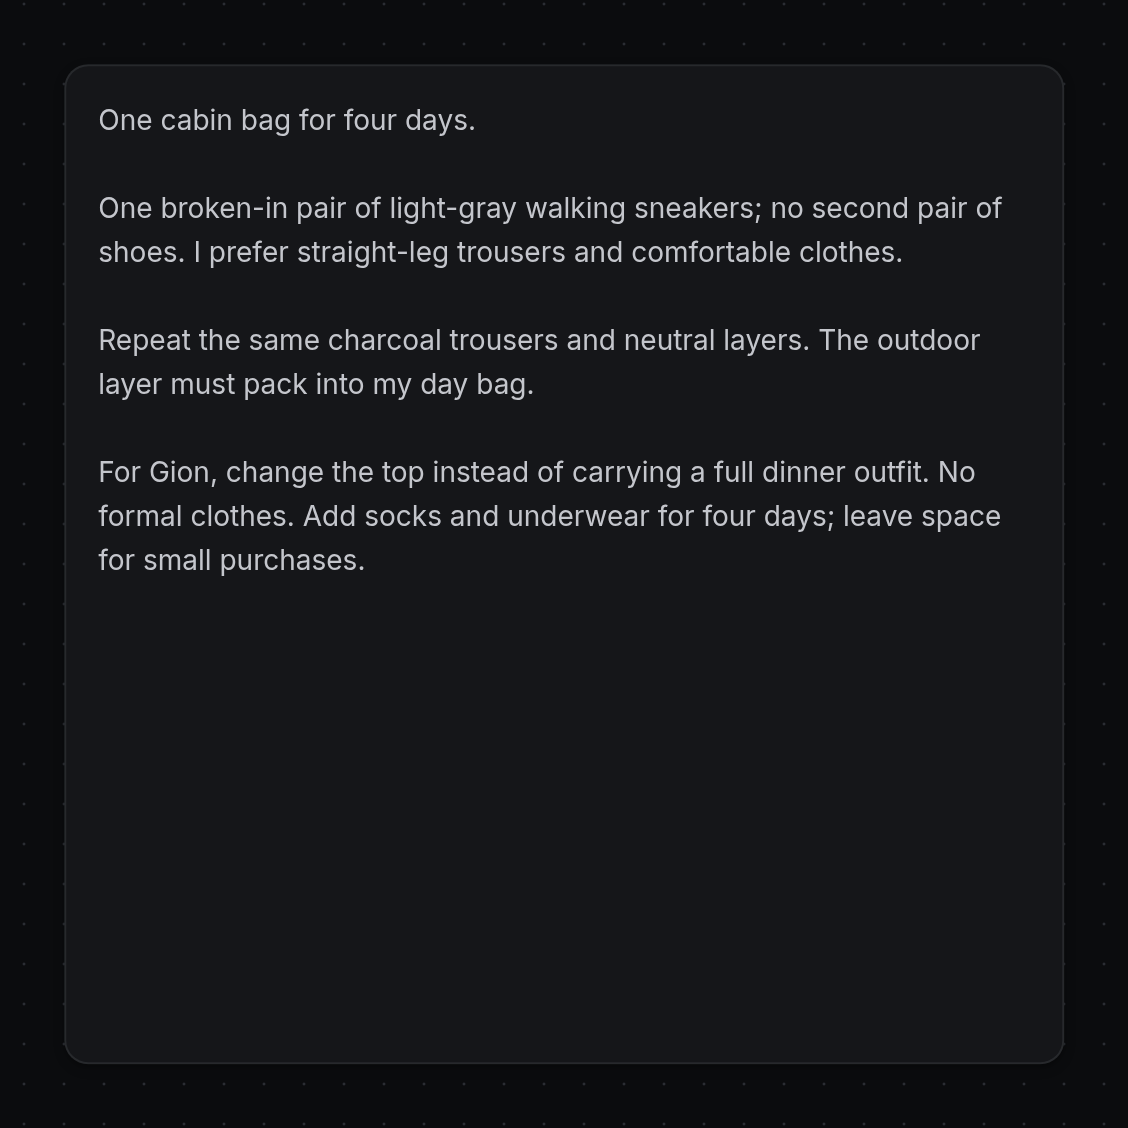 One cabin bag for four days.
One broken-in pair of light-gray walking sneakers; no second pair of
shoes. I prefer straight-leg trousers and comfortable clothes.
Repeat the same charcoal trousers and neutral layers. The outdoor
layer must pack into my day bag.
For Gion, change the top instead of carrying a full dinner outfit. No
formal clothes. Add socks and underwear for four days; leave space
for small purchases.